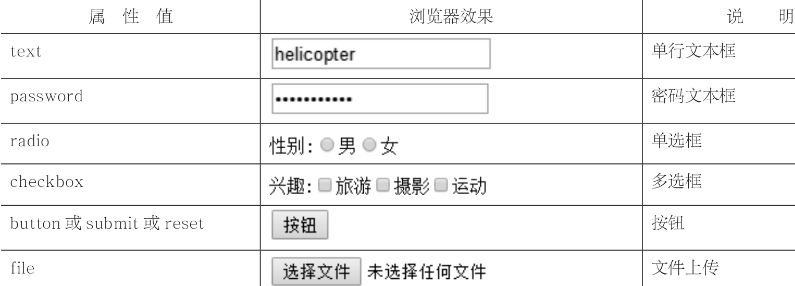 属 性 值 浏览器效果 说 明
text helicopter 单行文本框
password ••••••••••• 密码文本框
radio 性别:男女 单选框
checkbox 兴趣:旅游摄影运动 多选框
button 或 submit 或 reset 按钮 按钮
file 选择文件 未选择任何文件 文件上传